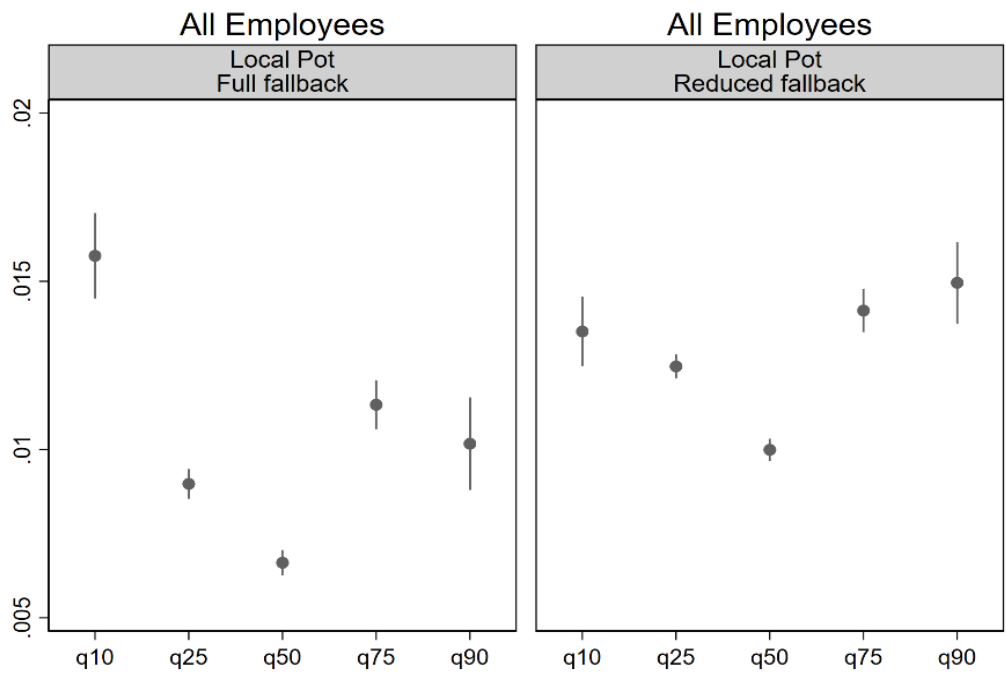 All Employees
Local Pot
Full fallback
.02
.015
.01
.005
q10 q25 q50 q75 q90
All Employees
Local Pot
Reduced fallback
q10 q25 q50 q75 q90